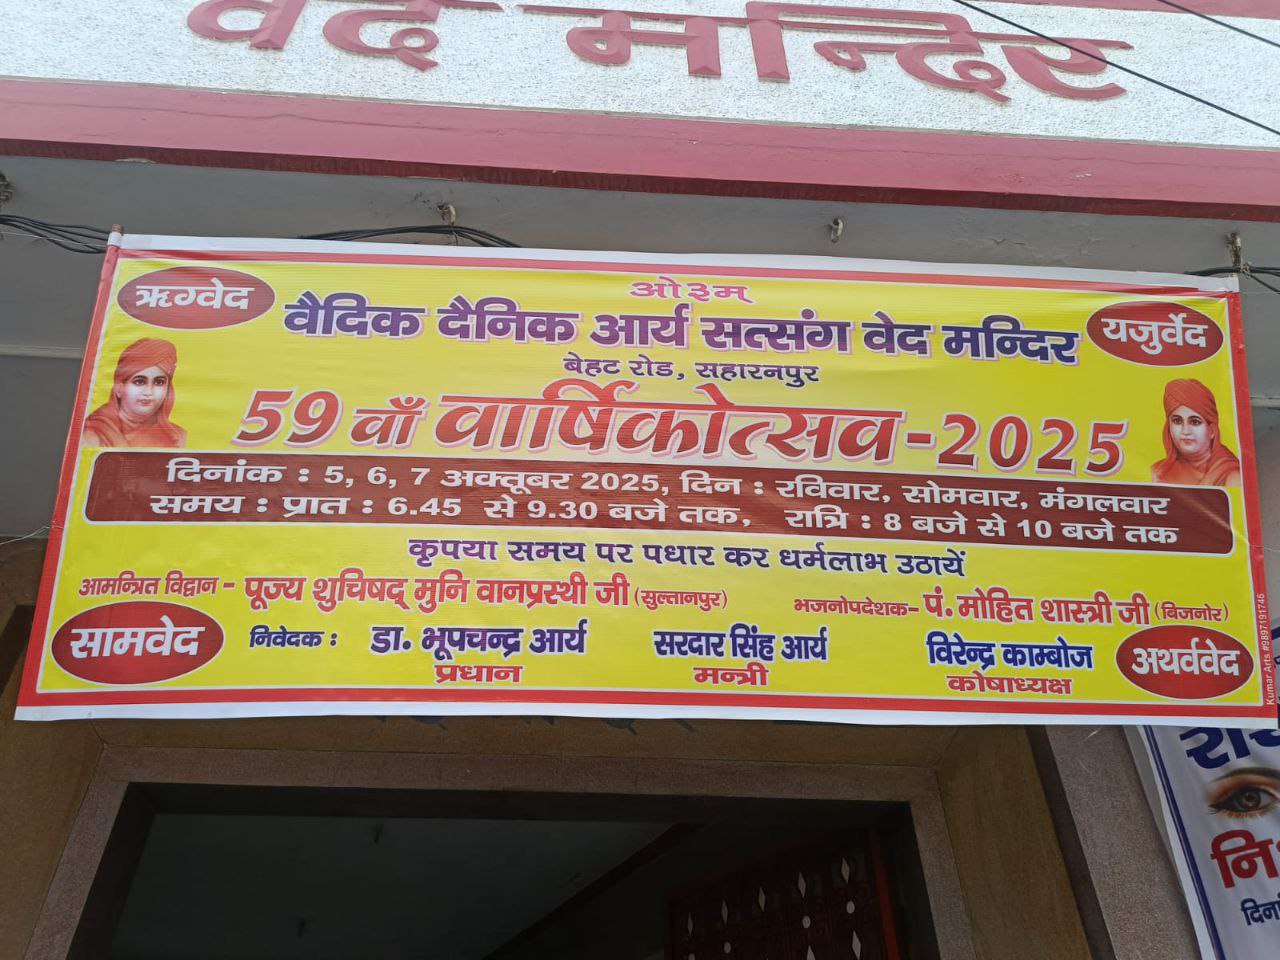 वेद मन्दिर
ओ३म्
ऋग्वेद
वैदिक दैनिक आर्य सत्संग वेद मन्दिर
यजुर्वेद
बेहट रोड, सहारनपुर
59 वाँ वार्षिकोत्सव - 2025
दिनांक : 5, 6, 7 अक्तूबर 2025, दिन : रविवार, सोमवार, मंगलवार
समय : प्रात : 6.45 से 9.30 बजे तक, रात्रि : 8 बजे से 10 बजे तक
कृपया समय पर पधार कर धर्मलाभ उठायें
आमन्त्रित विद्वान - पूज्य शुचिषद् मुनि वानप्रस्थी जी (सुल्तानपुर) भजनोपदेशक- पं. मोहित शास्त्री जी (बिजनोर)
सामवेद
निवेदक : डा. भूपचन्द्र आर्य सरदार सिंह आर्य विरेन्द्र काम्बोज
प्रधान मन्त्री कोषाध्यक्ष
अथर्ववेद
Kumar Arts #9897191746